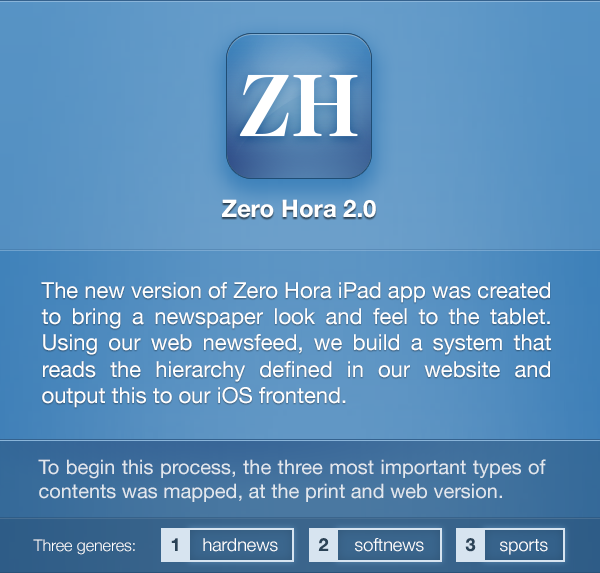 ZH
Zero Hora 2.0
The new version of Zero Hora iPad app was created
to bring a newspaper look and feel to the tablet.
Using our web newsfeed, we build a system that
reads the hierarchy defined in our website and
output this to our iOS frontend.
To begin this process, the three most important types of
contents was mapped, at the print and web version.
Three generes: 1 hardnews 2 softnews 3 sports